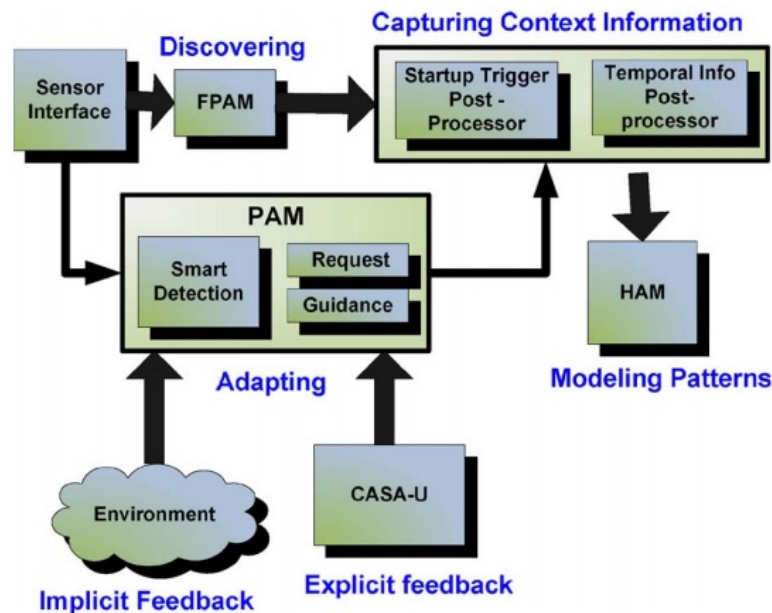 Discovering
Capturing Context Information
Sensor
Interface
FPAM
Startup Trigger
Post -
Processor
Temporal Info
Post-
processor
PAM
Smart
Detection
Request
Guidance
HAM
Adapting
Modeling Patterns
Environment
CASA-U
Implicit Feedback
Explicit feedback